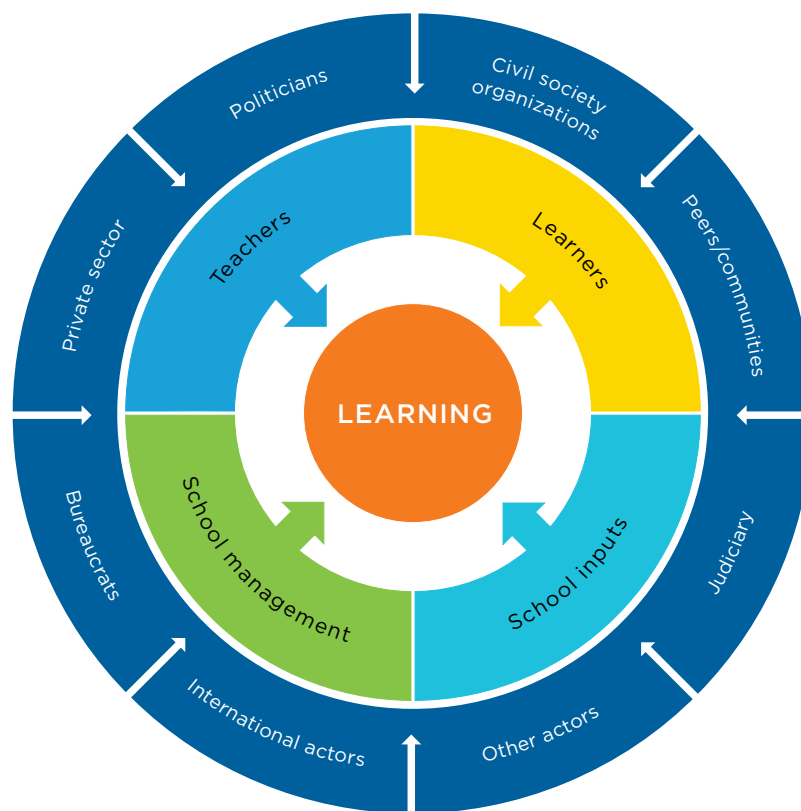 Politicians
Civil society
organizations
Private sector
Peers/communities
Teachers
Learners
LEARNING
School management
School inputs
Bureaucrats
Judiciary
International actors
Other actors